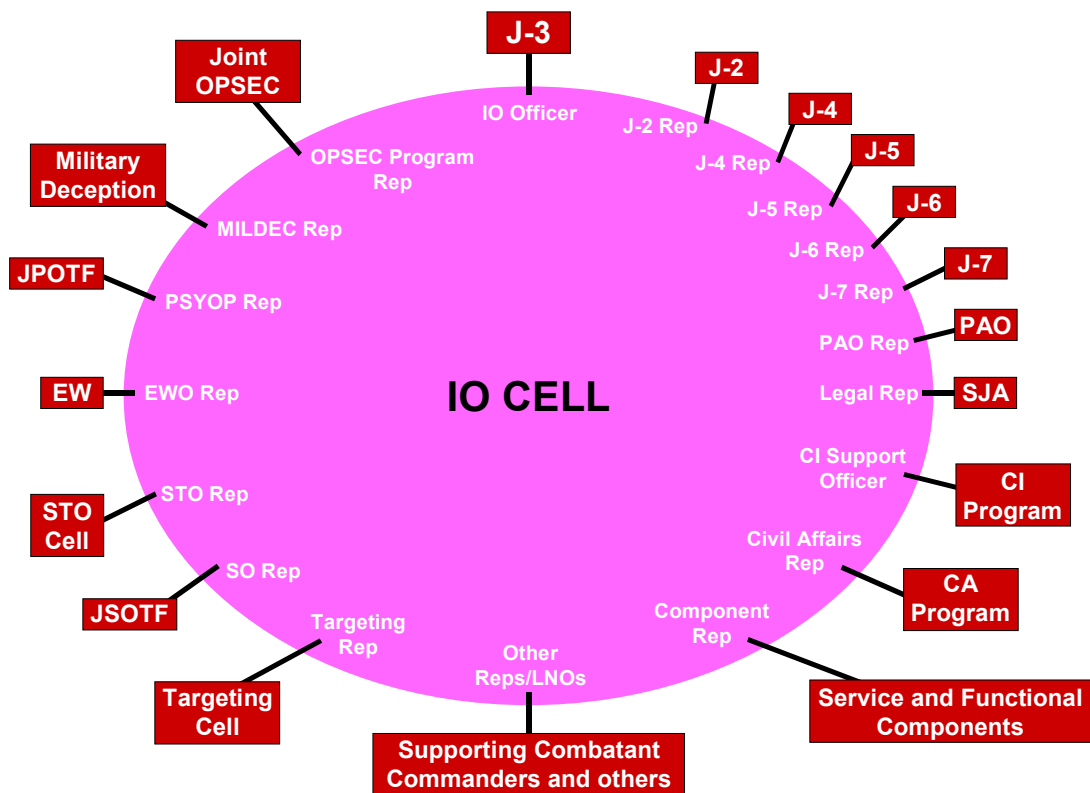 J-3
IO Officer
J-2
J-2 Rep
J-4
J-4 Rep
J-5
J-5 Rep
J-6
J-6 Rep
J-7
J-7 Rep
PAO
PAO Rep
SJA
Legal Rep
CI Support
Officer
CI
Program
Civil Affairs
Rep
CA
Program
Component
Rep
Service and Functional
Components
Other
Reps/LNOs
Supporting Combatant
Commanders and others
Targeting
Rep
Targeting
Cell
SO Rep
JSOTF
STO Rep
STO
Cell
EW
EWO Rep
JPOTF
PSYOP Rep
Military
Deception
MILDEC Rep
Joint
OPSEC
OPSEC Program
Rep
IO CELL